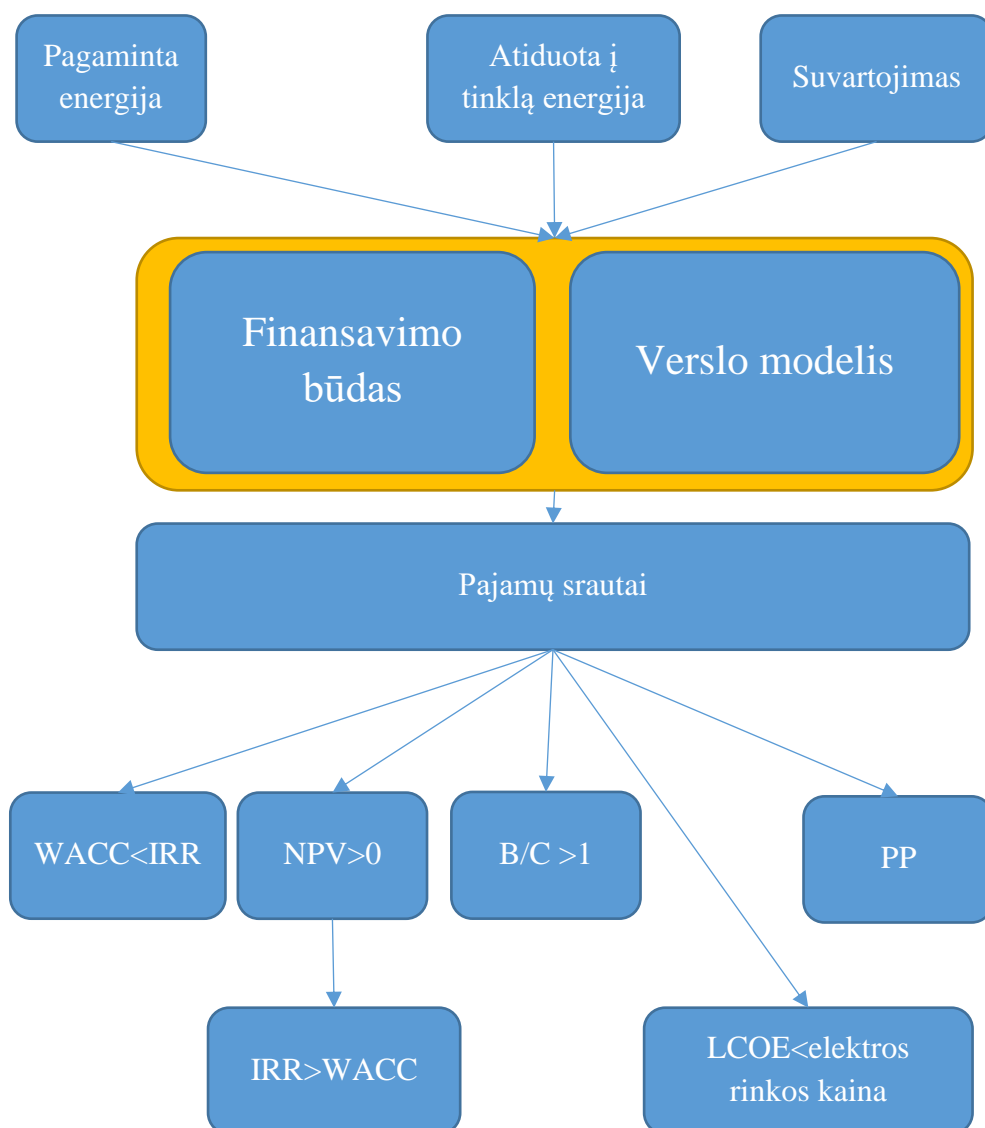 Pagaminta
energija
Atiduota į
tinklą energija
Suvartojimas
Finansavimo
būdas
Verslo modelis
Pajamų srautai
WACC<IRR
NPV>0
B/C >1
PP
IRR>WACC
LCOE<elektros
rinkos kaina